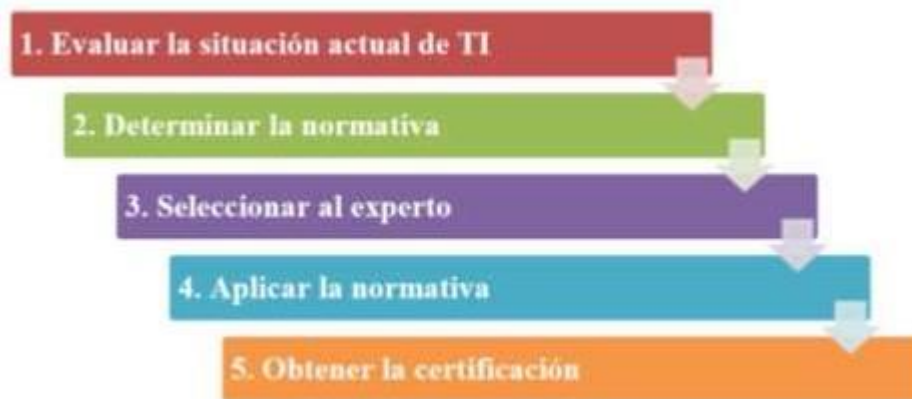 1. Evaluar la situación actual de TI
2. Determinar la normativa
3. Seleccionar al experto
4. Aplicar la normativa
5. Obtener la certificación